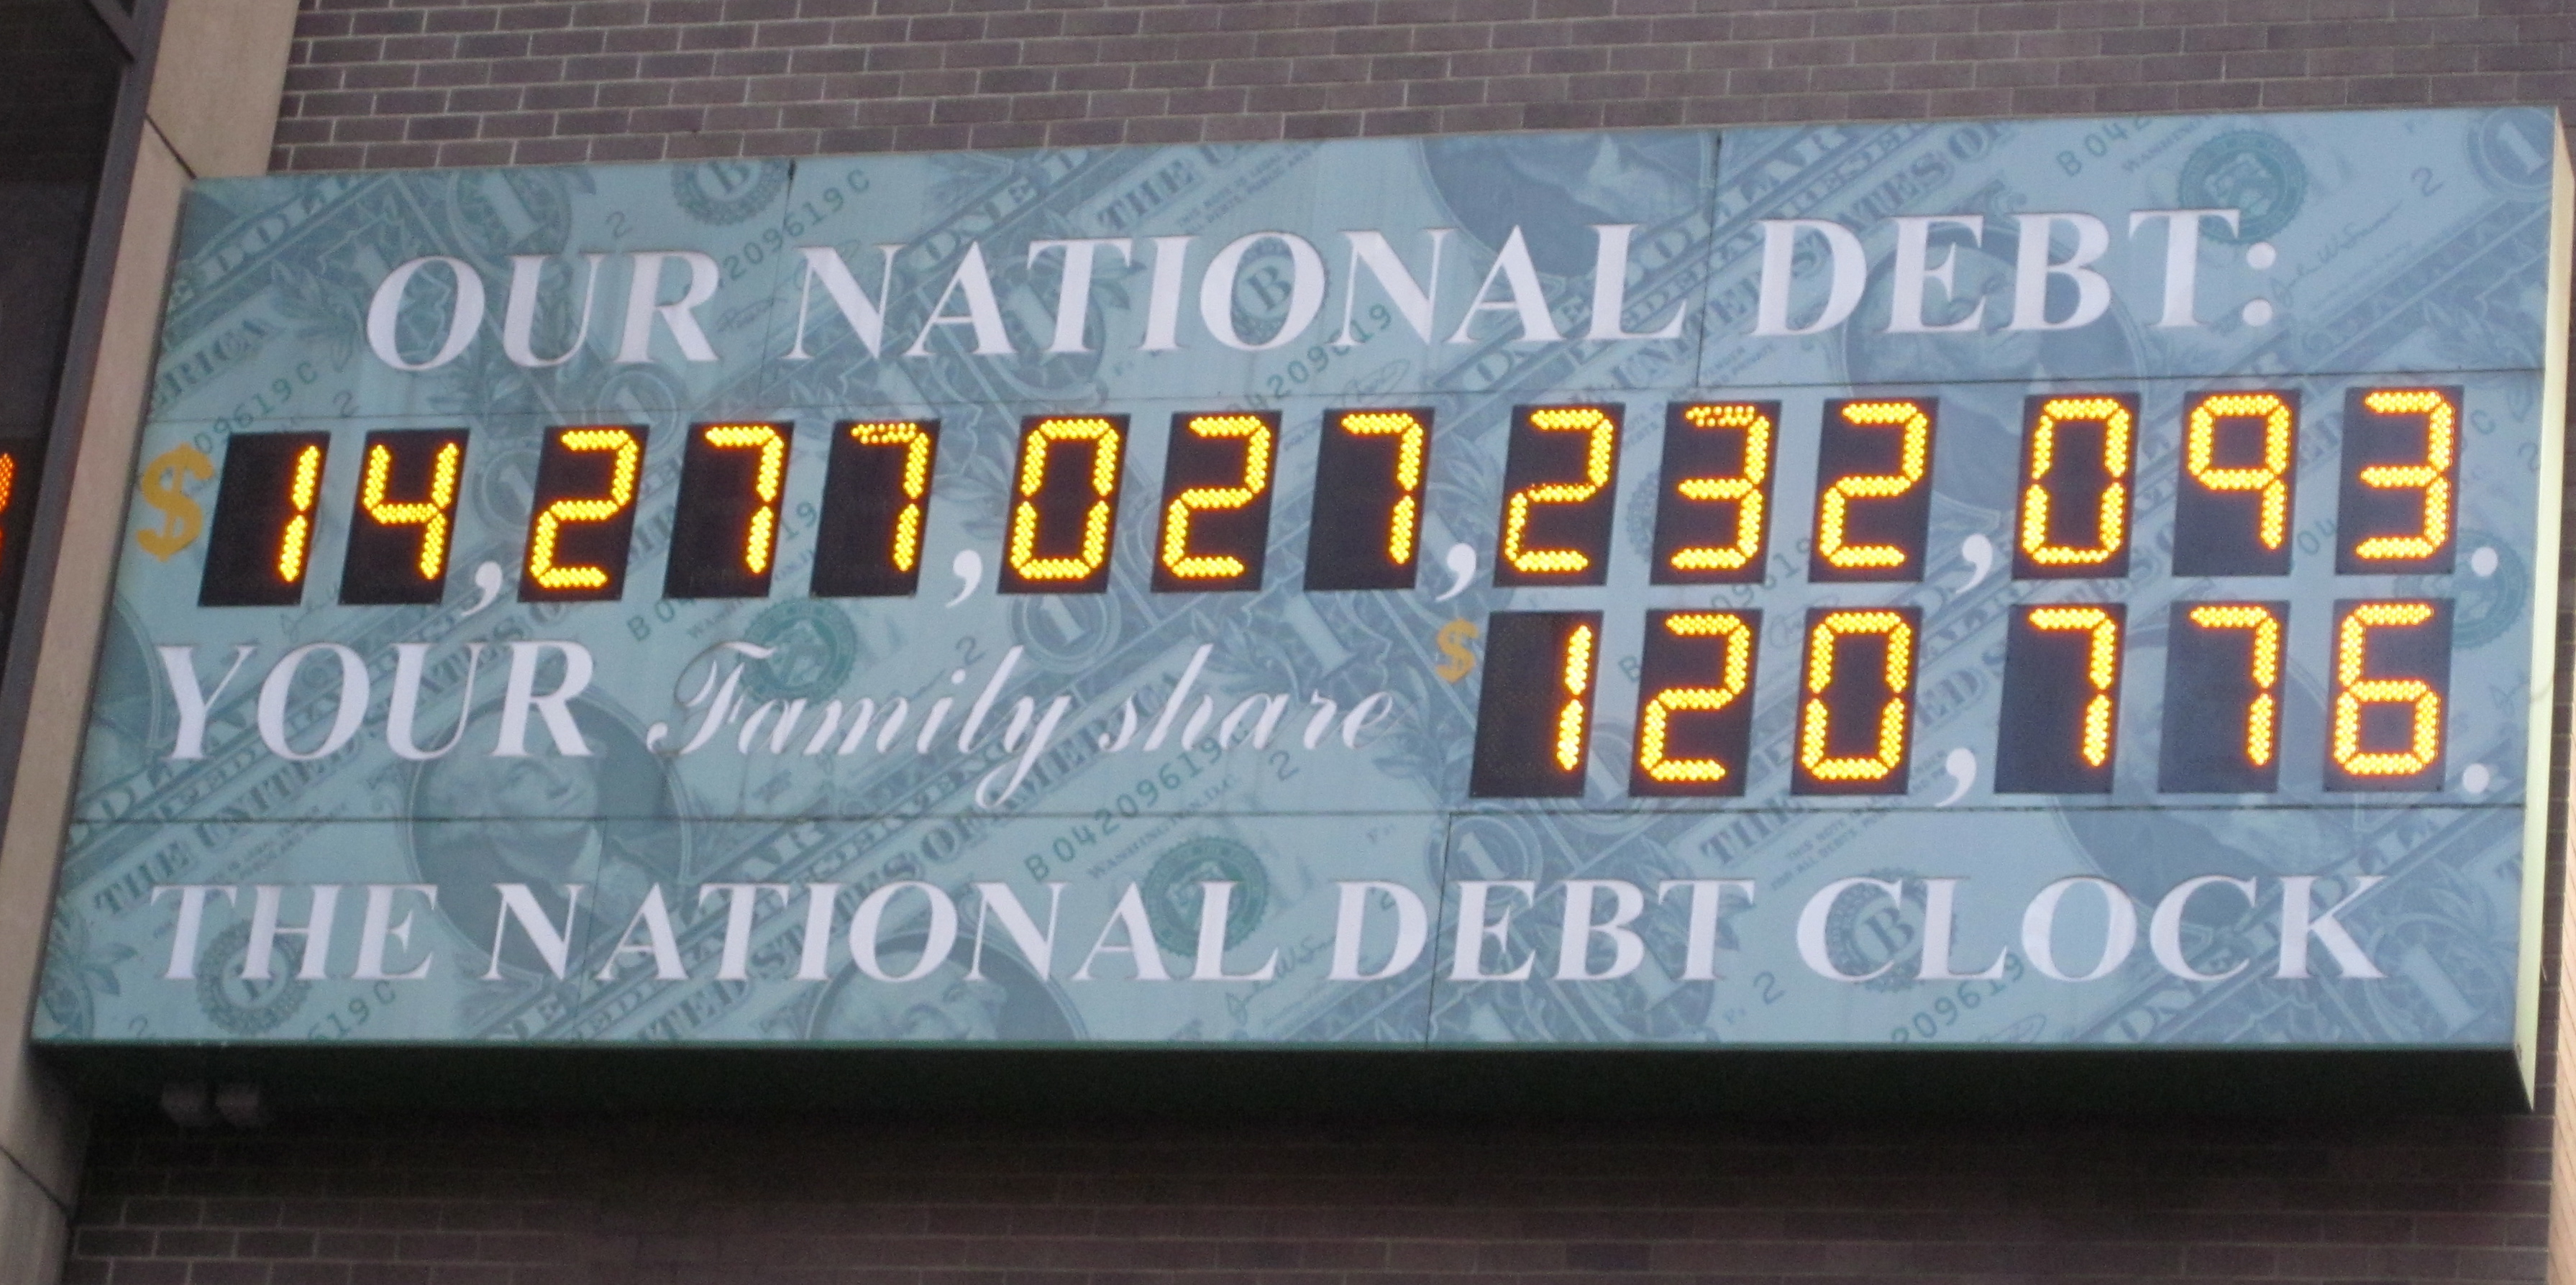 OUR NATIONAL DEBT:
$14,277,027,232,093.
YOUR Family share $120,776.
THE NATIONAL DEBT CLOCK